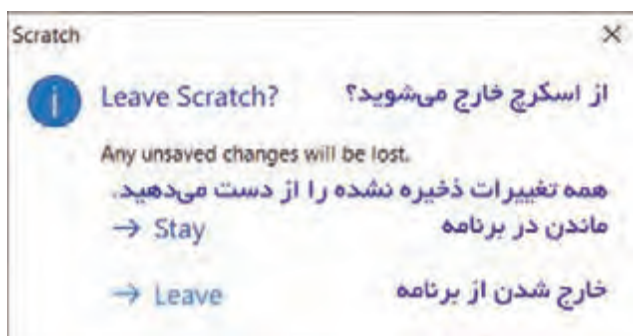 Scratch
Leave Scratch? از اسکرچ خارج می‌شوید؟
Any unsaved changes will be lost.
همه تغییرات ذخیره نشده را از دست می‌دهید.
→ Stay ماندن در برنامه
→ Leave خارج شدن از برنامه